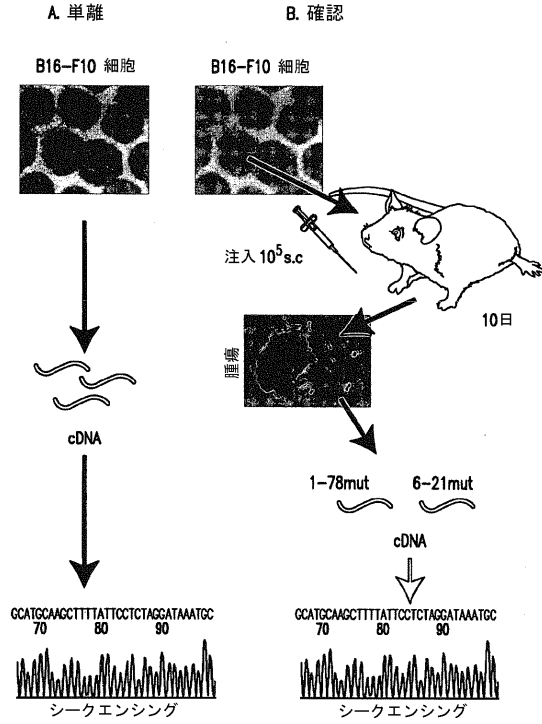 A. 単離
B16-F10 細胞
cDNA
GCATGCAAGCTTTTATTCCTCTAGGATAAATGC
70 80 90
シークエンシング
B. 確認
B16-F10 細胞
注入 10⁵s.c
10日
腫瘍
1-78mut 6-21mut
cDNA
GCATGCAAGCTTTTATTCCTCTAGGATAAATGC
70 80 90
シークエンシング